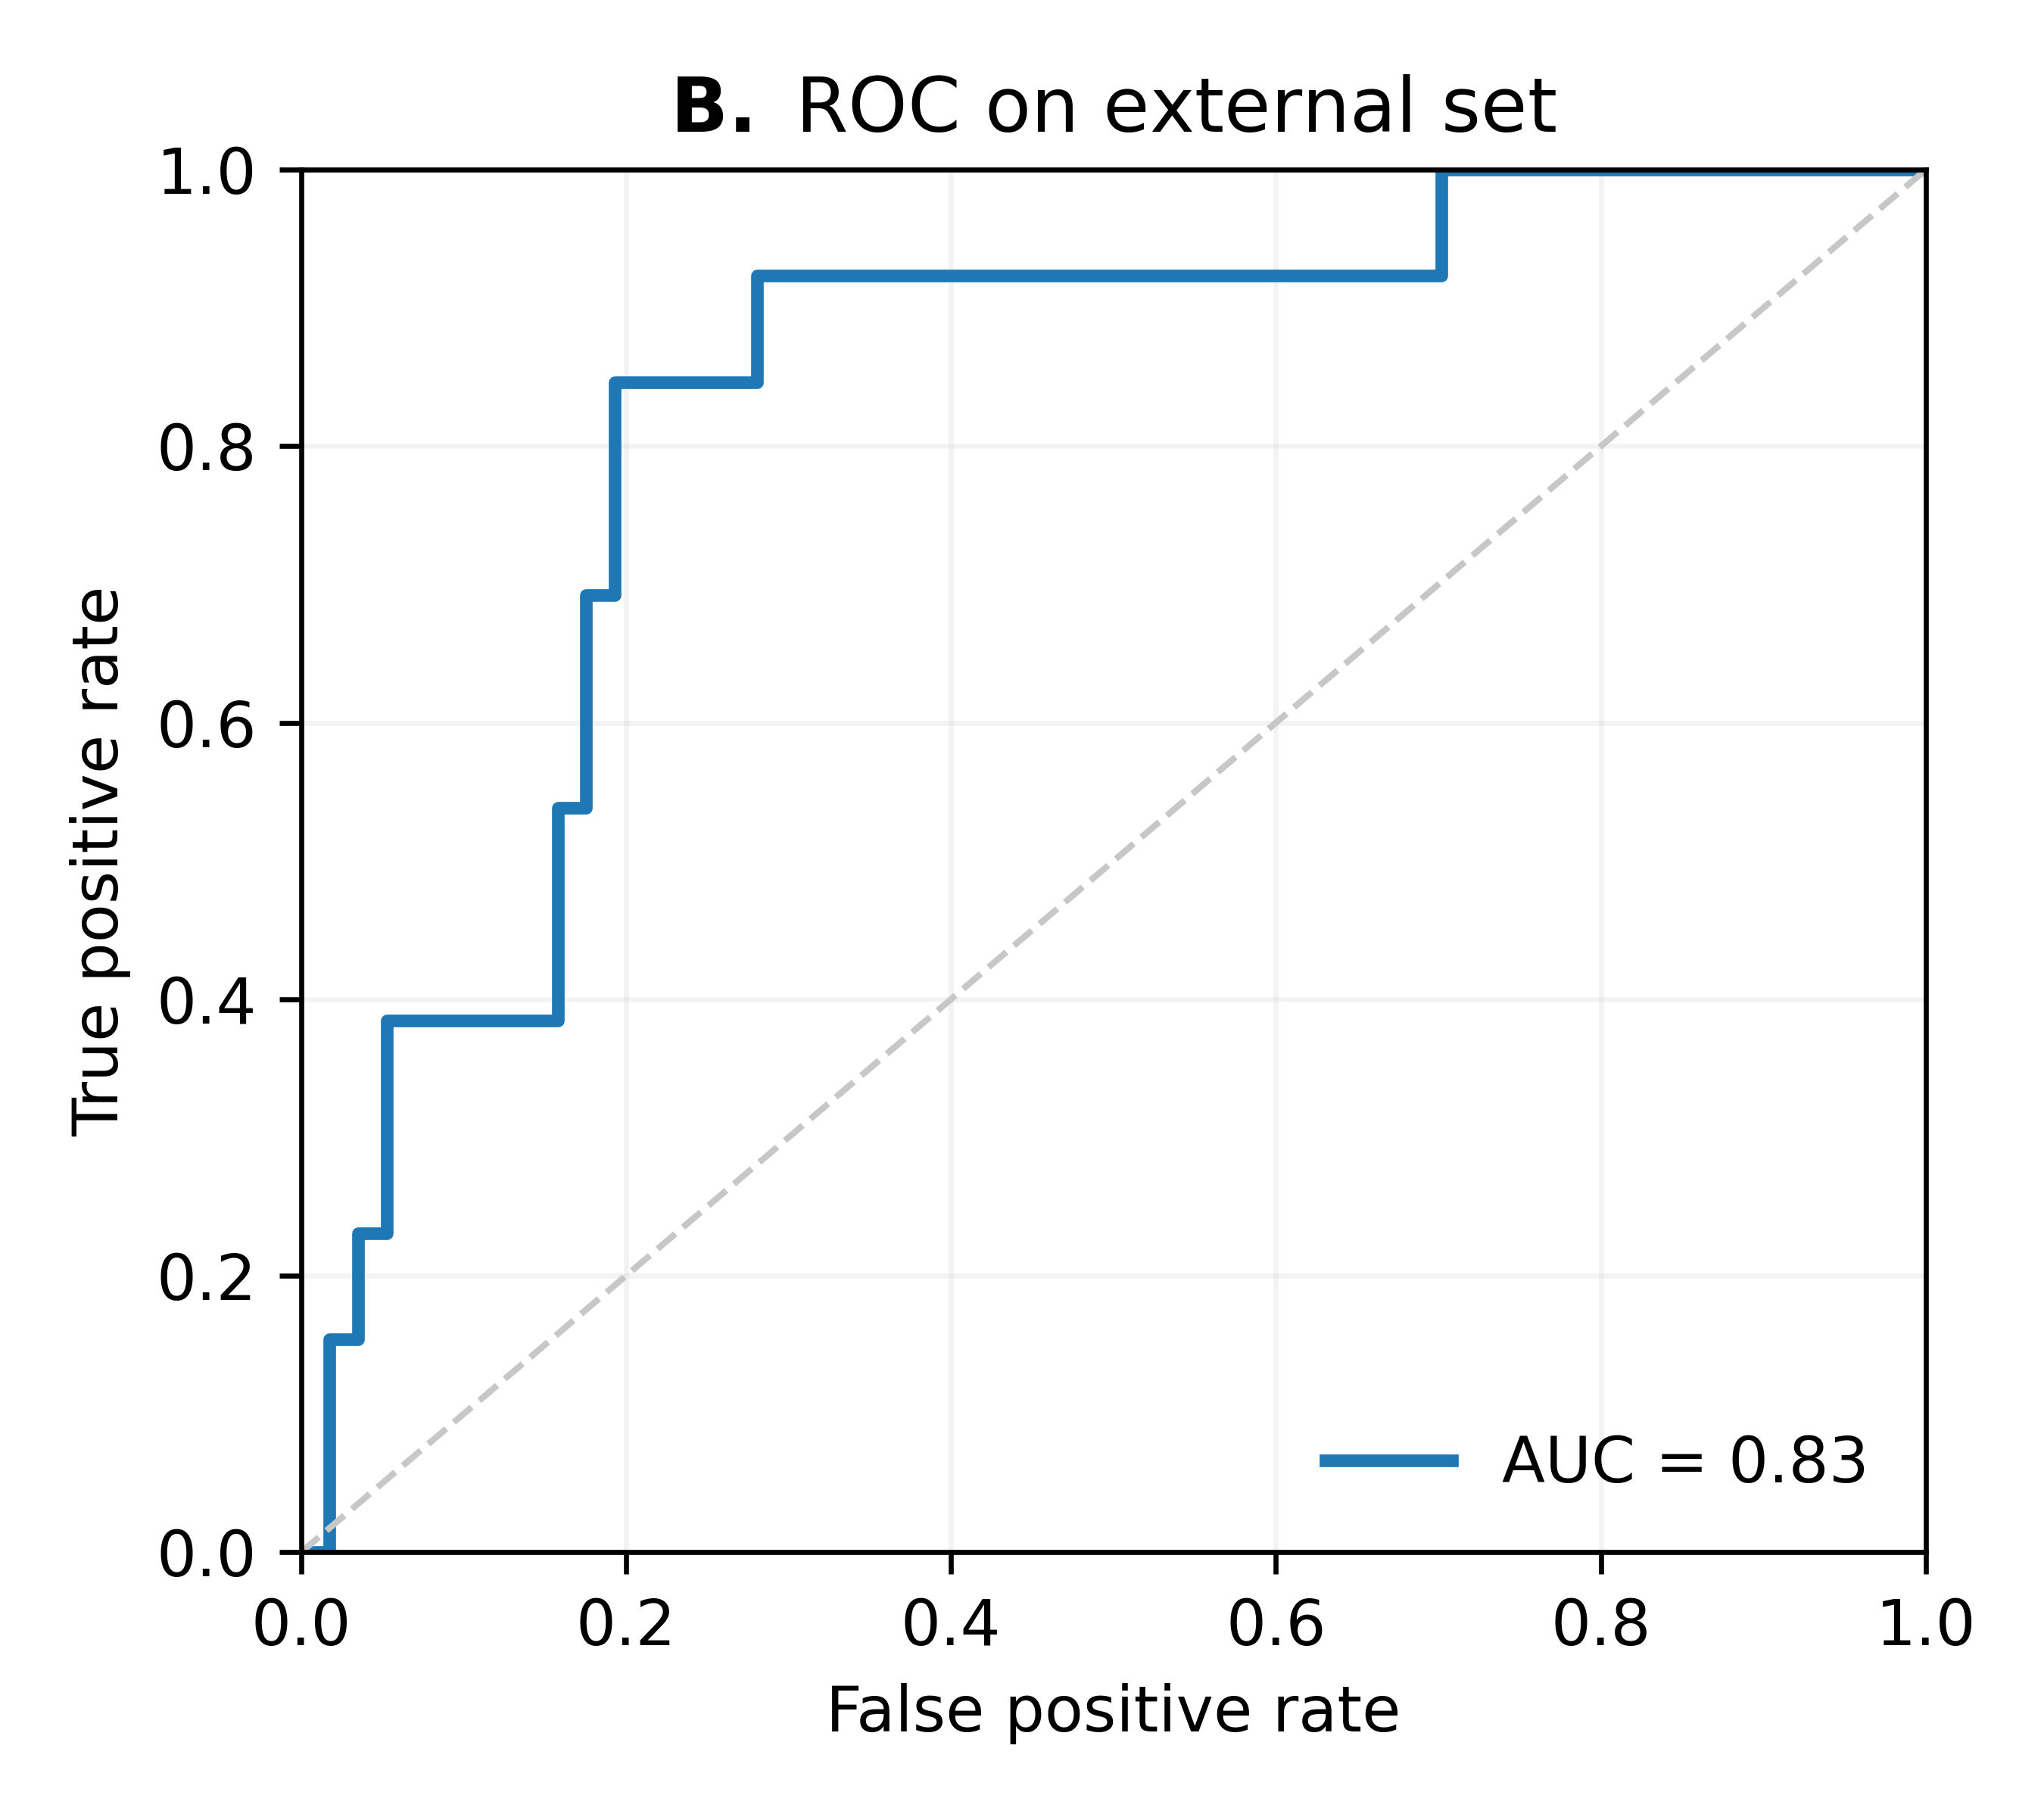 B. ROC on external set
1.0
0.8
0.6
0.4
0.2
0.0
True positive rate
AUC = 0.83
0.0 0.2 0.4 0.6 0.8 1.0
False positive rate